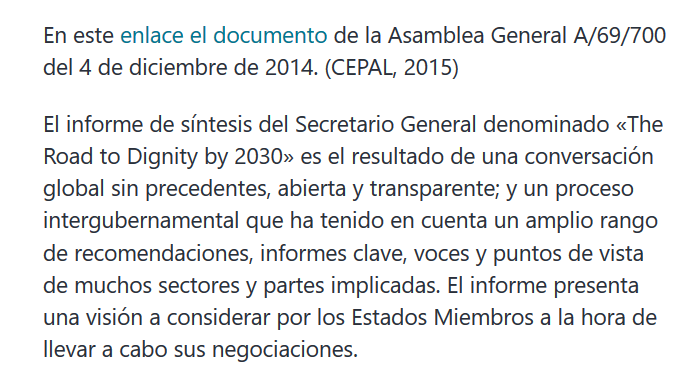 En este enlace el documento de la Asamblea General A/69/700
del 4 de diciembre de 2014. (CEPAL, 2015)
El informe de síntesis del Secretario General denominado «The
Road to Dignity by 2030» es el resultado de una conversación
global sin precedentes, abierta y transparente; y un proceso
intergubernamental que ha tenido en cuenta un amplio rango
de recomendaciones, informes clave, voces y puntos de vista
de muchos sectores y partes implicadas. El informe presenta
una visión a considerar por los Estados Miembros a la hora de
llevar a cabo sus negociaciones.